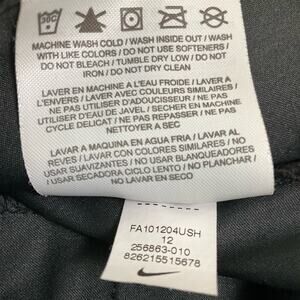 30C
MACHINE WASH COLD / WASH INSIDE OUT / WASH
WITH LIKE COLORS / DO NOT USE SOFTENERS /
DO NOT BLEACH / TUMBLE DRY LOW / DO NOT
IRON / DO NOT DRY CLEAN
LAVER EN MACHINE A L'EAU FROIDE / LAVER A
L'ENVERS / LAVER AVEC COULEURS SIMILAIRES /
NE PAS UTILISER D'ADOUCISSEUR / NE PAS
UTILISER D'EAU DE JAVEL / SECHER EN MACHINE
CYCLE DELICAT / NE PAS REPASSER / NE PAS
NETTOYER A SEC
LAVAR A MAQUINA EN AGUA FRIA / LAVAR AL
REVES / LAVAR CON COLORES SIMILARES / NO
USAR SUAVIZANTES / NO USAR BLANQUEADORES
USAR SECADORA CICLO LENTO / NO PLANCHAR /
NO LAVAR EN SECO
FA101204USH
12
256863-010
826215515678